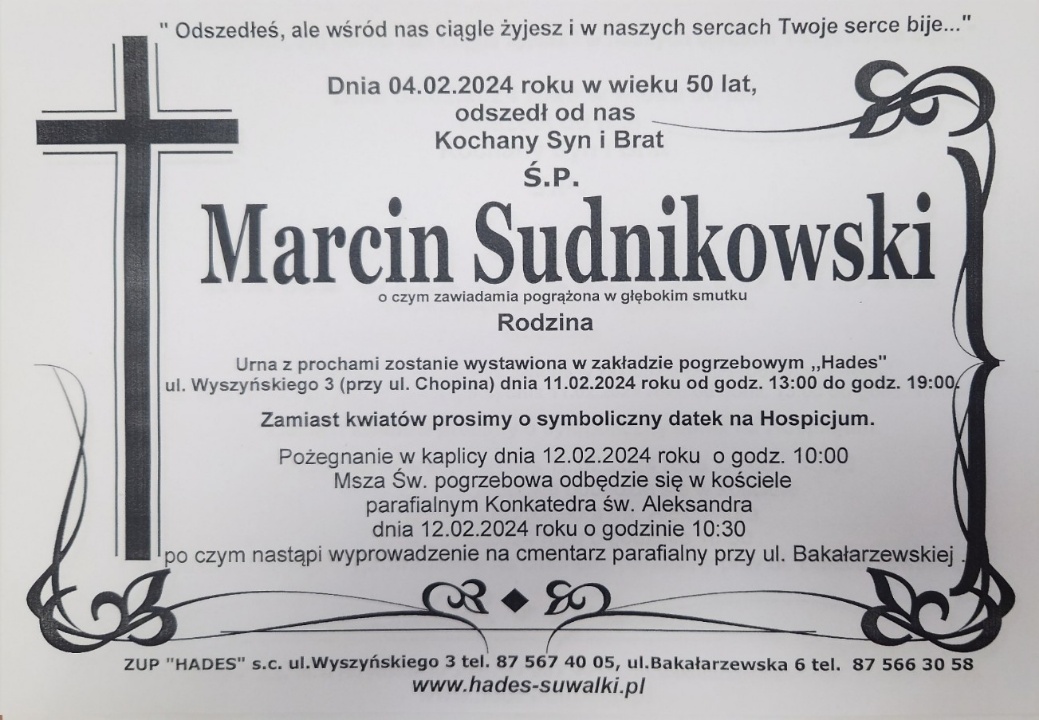 " Odszedłeś, ale wśród nas ciągle żyjesz i w naszych sercach Twoje serce bije..."
Dnia 04.02.2024 roku w wieku 50 lat,
odszedł od nas
Kochany Syn i Brat
Ś.P.
Marcin Sudnikowski
o czym zawiadamia pogrążona w głębokim smutku
Rodzina
Urna z prochami zostanie wystawiona w zakładzie pogrzebowym ,,Hades"
ul. Wyszyńskiego 3 (przy ul. Chopina) dnia 11.02.2024 roku od godz. 13:00 do godz. 19:00.
Zamiast kwiatów prosimy o symboliczny datek na Hospicjum.
Pożegnanie w kaplicy dnia 12.02.2024 roku o godz. 10:00
Msza Św. pogrzebowa odbędzie się w kościele
parafialnym Konkatedra św. Aleksandra
dnia 12.02.2024 roku o godzinie 10:30
po czym nastąpi wyprowadzenie na cmentarz parafialny przy ul. Bakałarzewskiej .
ZUP "HADES" s.c. ul.Wyszyńskiego 3 tel. 87 567 40 05, ul.Bakałarzewska 6 tel. 87 566 30 58
www.hades-suwalki.pl